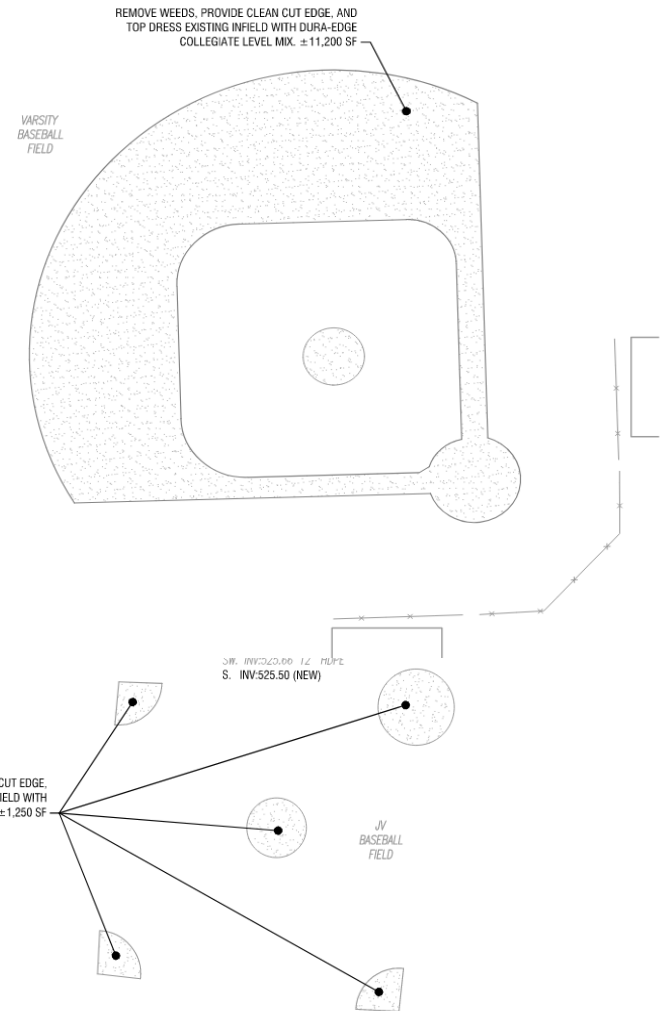 REMOVE WEEDS, PROVIDE CLEAN CUT EDGE, AND
TOP DRESS EXISTING INFIELD WITH DURA-EDGE
COLLEGIATE LEVEL MIX. ±11,200 SF
VARSITY
BASEBALL
FIELD
S. INV:525.50 (NEW)
CUT EDGE,
FIELD WITH
±1,250 SF
JV
BASEBALL
FIELD